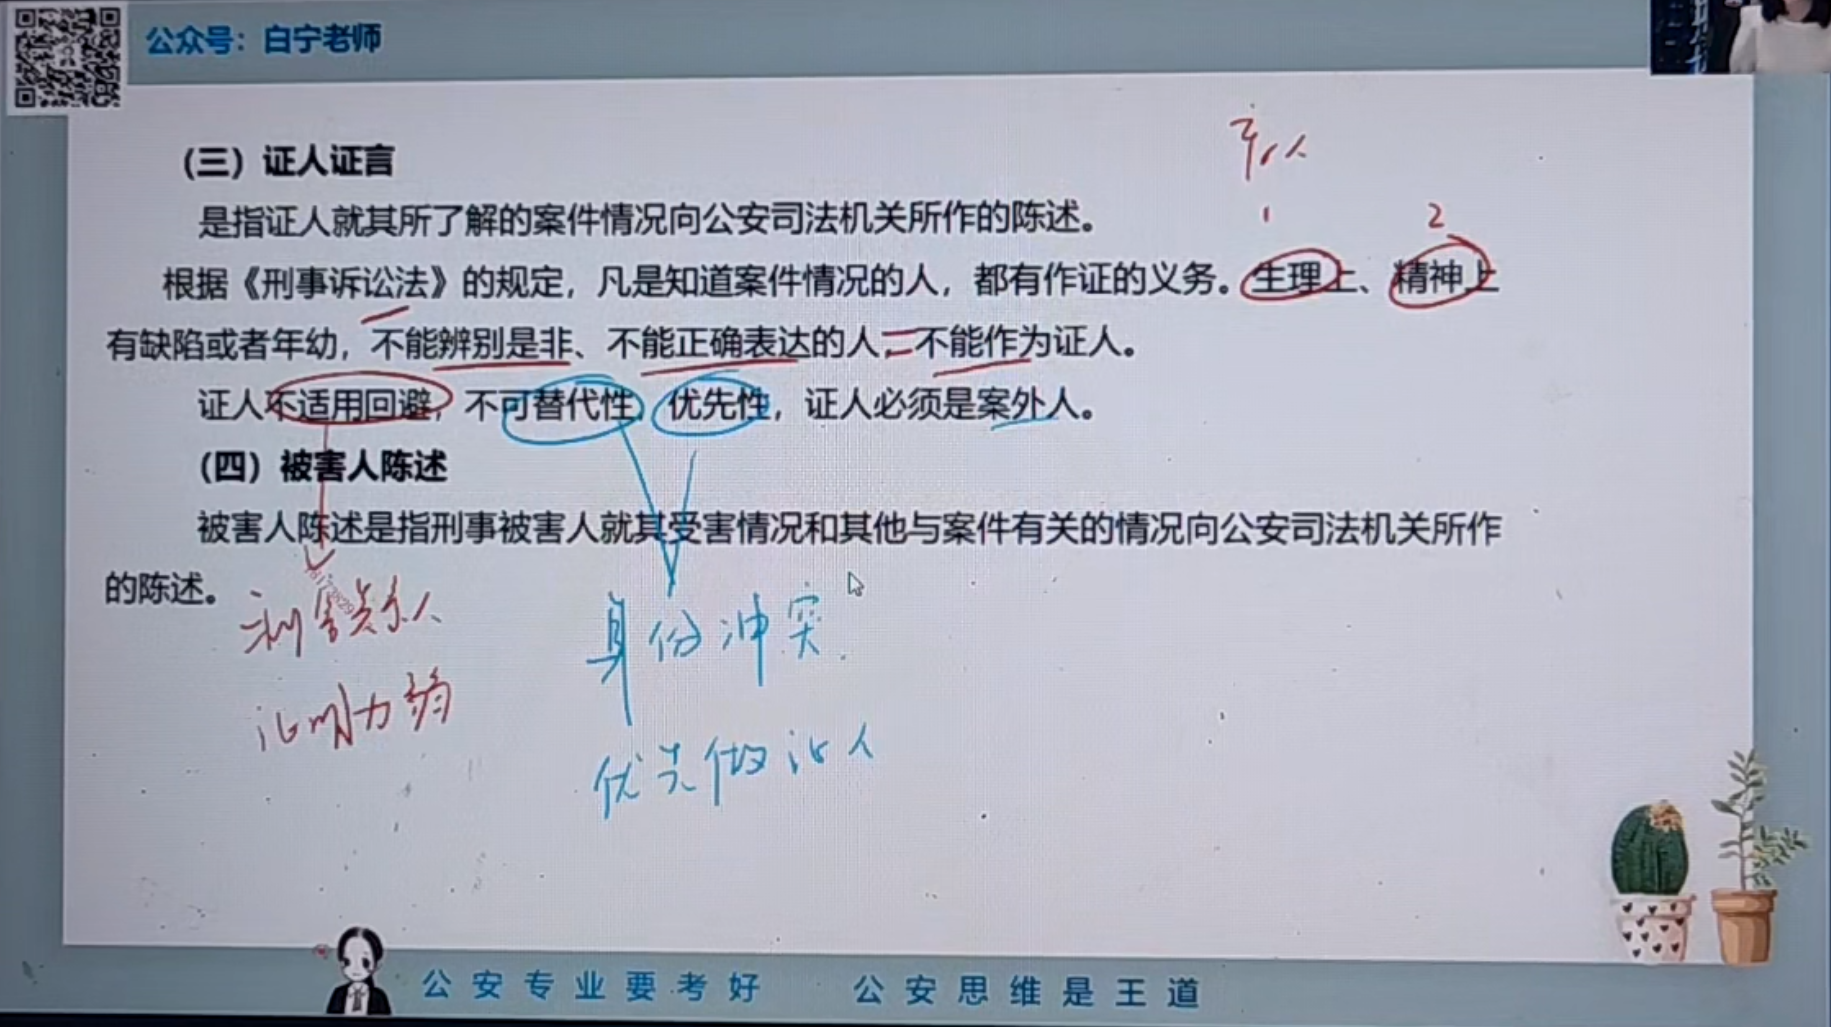 公众号：白宁老师
（三）证人证言
是指证人就其所了解的案件情况向公安司法机关所作的陈述。
1 2
根据《刑事诉讼法》的规定，凡是知道案件情况的人，都有作证的义务。生理上、精神上
有缺陷或者年幼，不能辨别是非、不能正确表达的人，不能作为证人。
证人不适用回避，不可替代性，优先性，证人必须是案外人。
（四）被害人陈述
被害人陈述是指刑事被害人就其受害情况和其他与案件有关的情况向公安司法机关所作
的陈述。
利害关系人
证明力弱
身份冲突
优先做证人
公安专业要考好 公安思维是王道